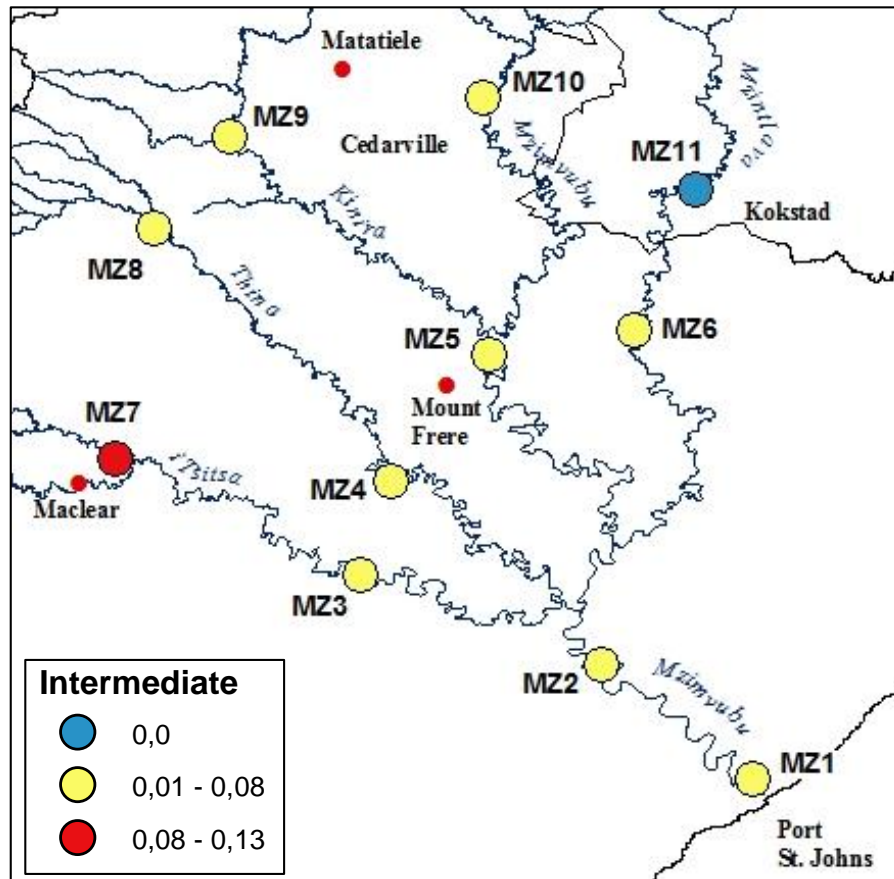 Matatiele
MZ10
MZ9
Cedarville
Mzimvubu
MZ11
Mzintlava
Kokstad
MZ8
Kinira
Thina
MZ5
MZ6
Mount
Frere
MZ7
Maclear
iTsitsa
MZ4
MZ3
MZ2
Mzimvubu
MZ1
Port
St. Johns
Intermediate
0,0
0,01 - 0,08
0,08 - 0,13